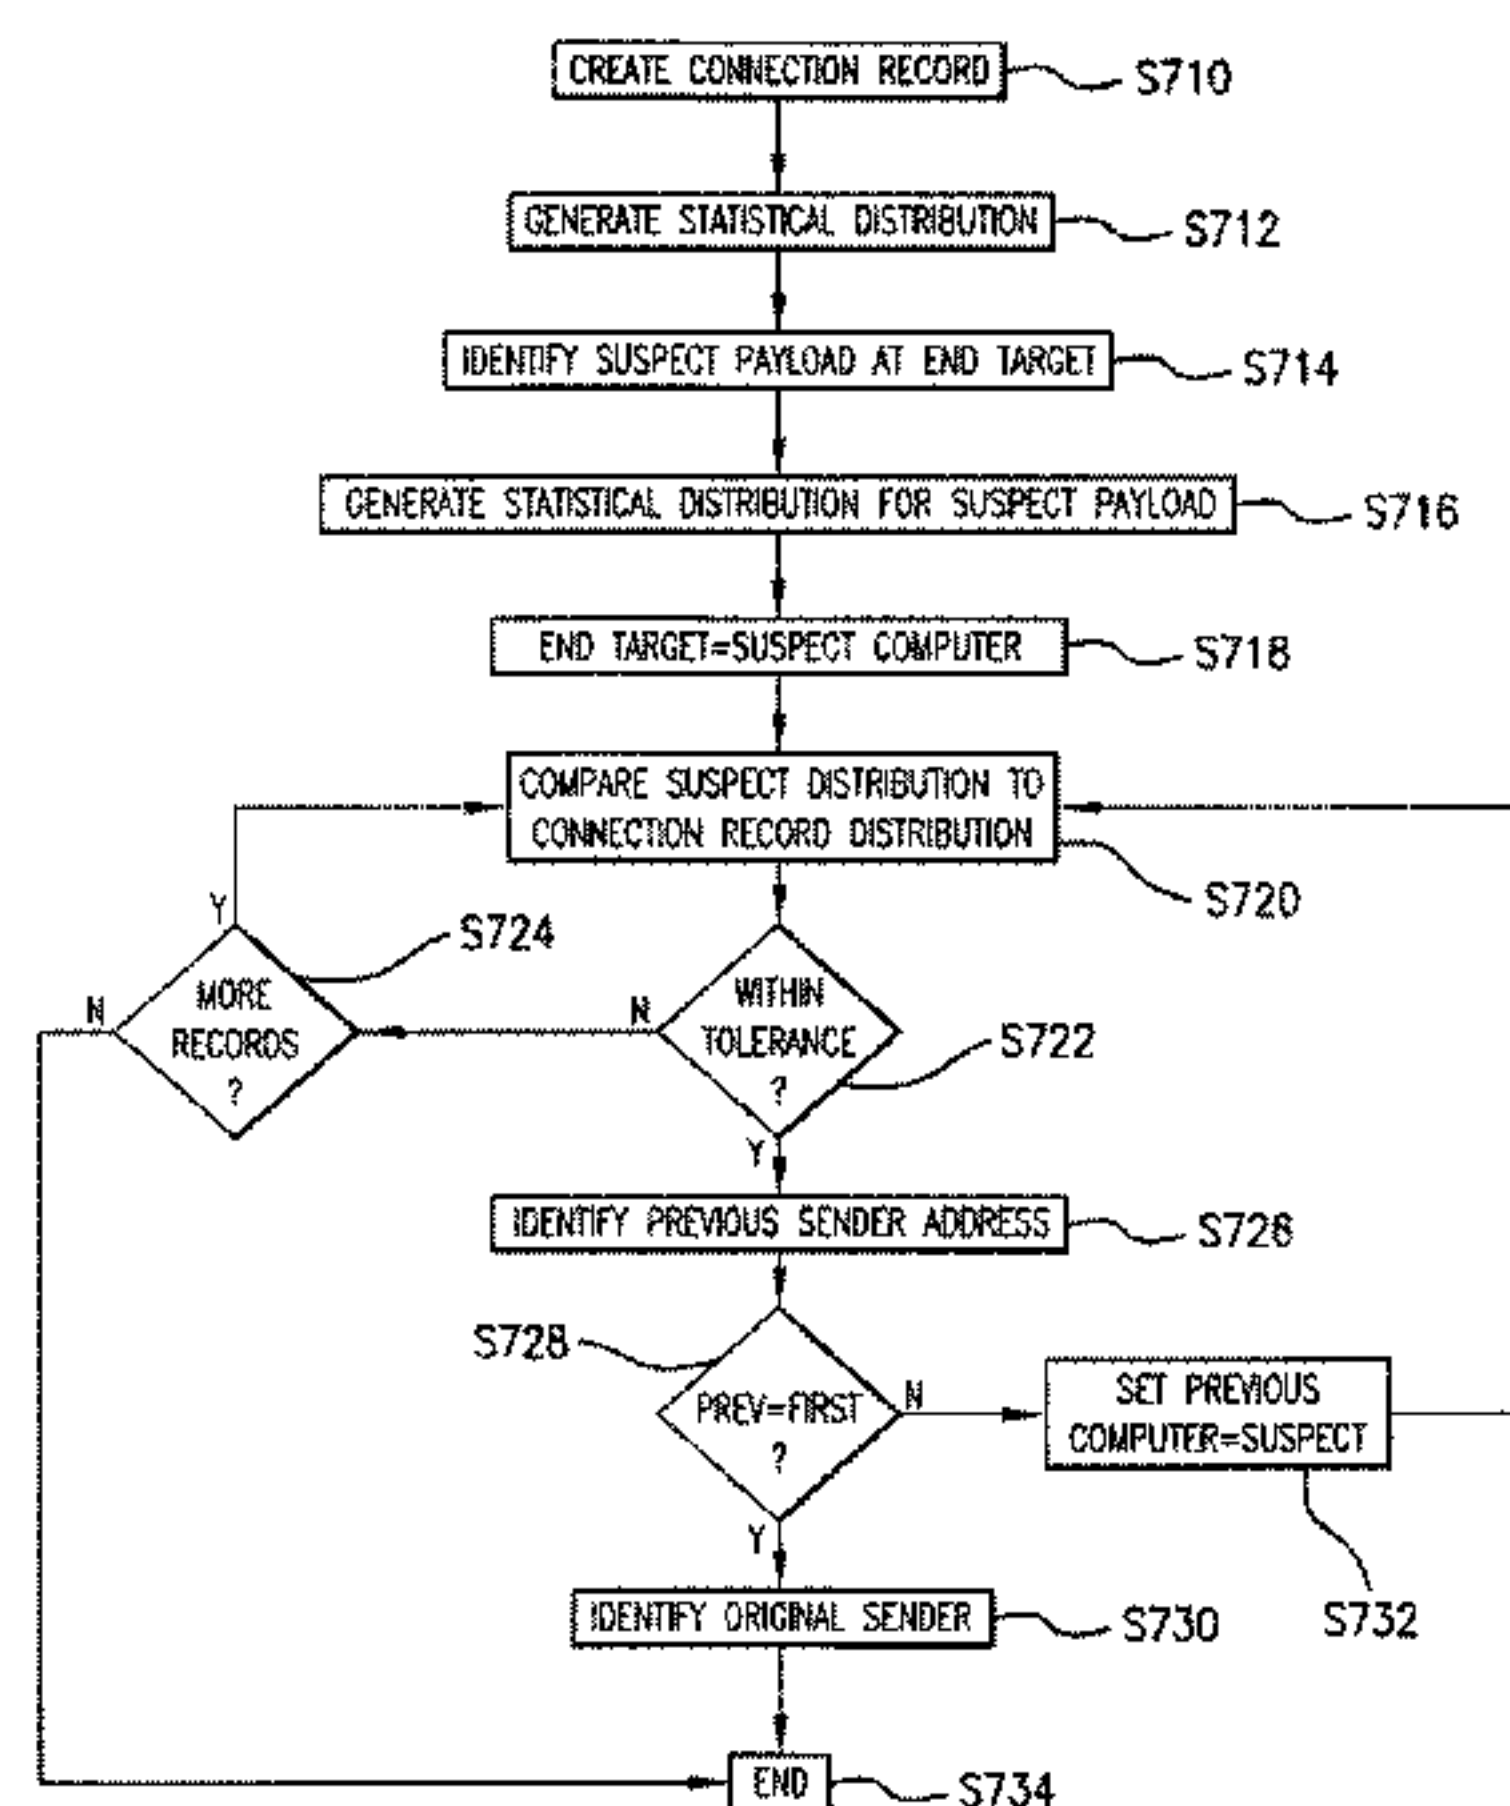 CREATE CONNECTION RECORD
S710
GENERATE STATISTICAL DISTRIBUTION
S712
IDENTIFY SUSPECT PAYLOAD AT END TARGET
S714
GENERATE STATISTICAL DISTRIBUTION FOR SUSPECT PAYLOAD
S716
END TARGET=SUSPECT COMPUTER
S718
COMPARE SUSPECT DISTRIBUTION TO
CONNECTION RECORD DISTRIBUTION
S720
Y
S724
MORE
RECORDS
?
N
N
WITHIN
TOLERANCE
?
S722
Y
IDENTIFY PREVIOUS SENDER ADDRESS
S726
S728
PREV=FIRST
?
N
SET PREVIOUS
COMPUTER=SUSPECT
S732
Y
IDENTIFY ORIGINAL SENDER
S730
END
S734